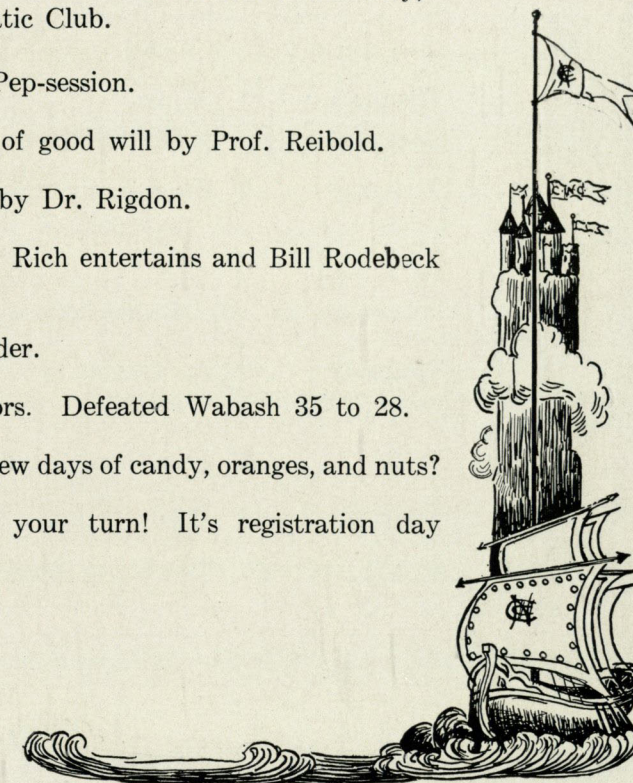 tic Club.
Pep-session.
of good will by Prof. Reibold.
by Dr. Rigdon.
Rich entertains and Bill Rodebeck
der.
ors. Defeated Wabash 35 to 28.
ew days of candy, oranges, and nuts?
your turn! It's registration day